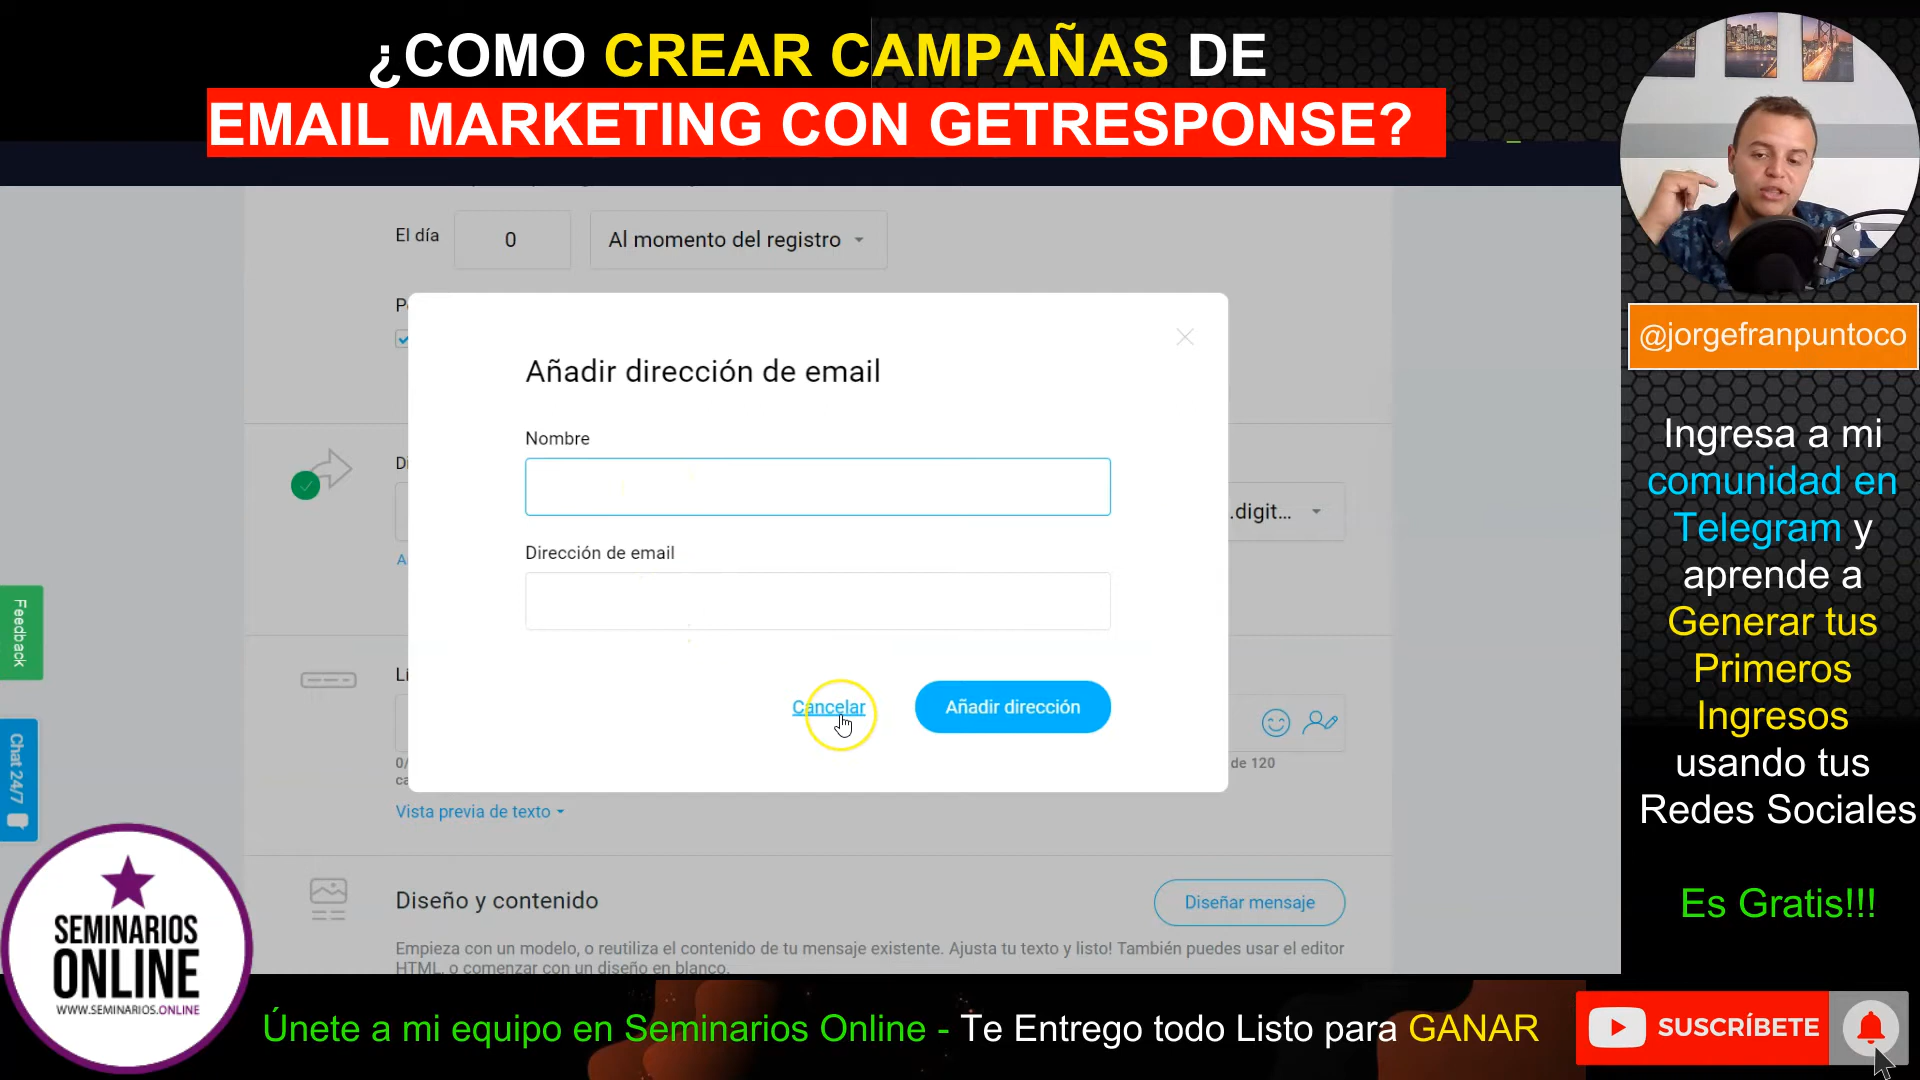 ¿COMO CREAR CAMPAÑAS DE
EMAIL MARKETING CON GETRESPONSE?
El día
0
Al momento del registro
Añadir dirección de email
Nombre
Dirección de email
Cancelar
Añadir dirección
.digit...
de 120
Vista previa de texto
Diseño y contenido
Diseñar mensaje
Empieza con un modelo, o reutiliza el contenido de tu mensaje existente. Ajusta tu texto y listo! También puedes usar el editor
HTML, o comenzar con un diseño en blanco.
Feedback
Chat 24/7
@jorgefranpuntoco
Ingresa a mi
comunidad en
Telegram y
aprende a
Generar tus
Primeros
Ingresos
usando tus
Redes Sociales
Es Gratis!!!
SEMINARIOS
ONLINE
WWW.SEMINARIOS.ONLINE
Únete a mi equipo en Seminarios Online - Te Entrego todo Listo para GANAR
SUSCRÍBETE